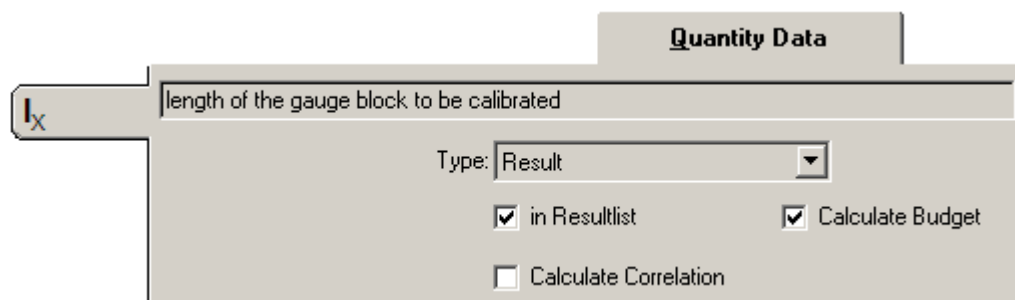 Quantity Data
lX
length of the gauge block to be calibrated
Type: Result
in Resultlist Calculate Budget
Calculate Correlation